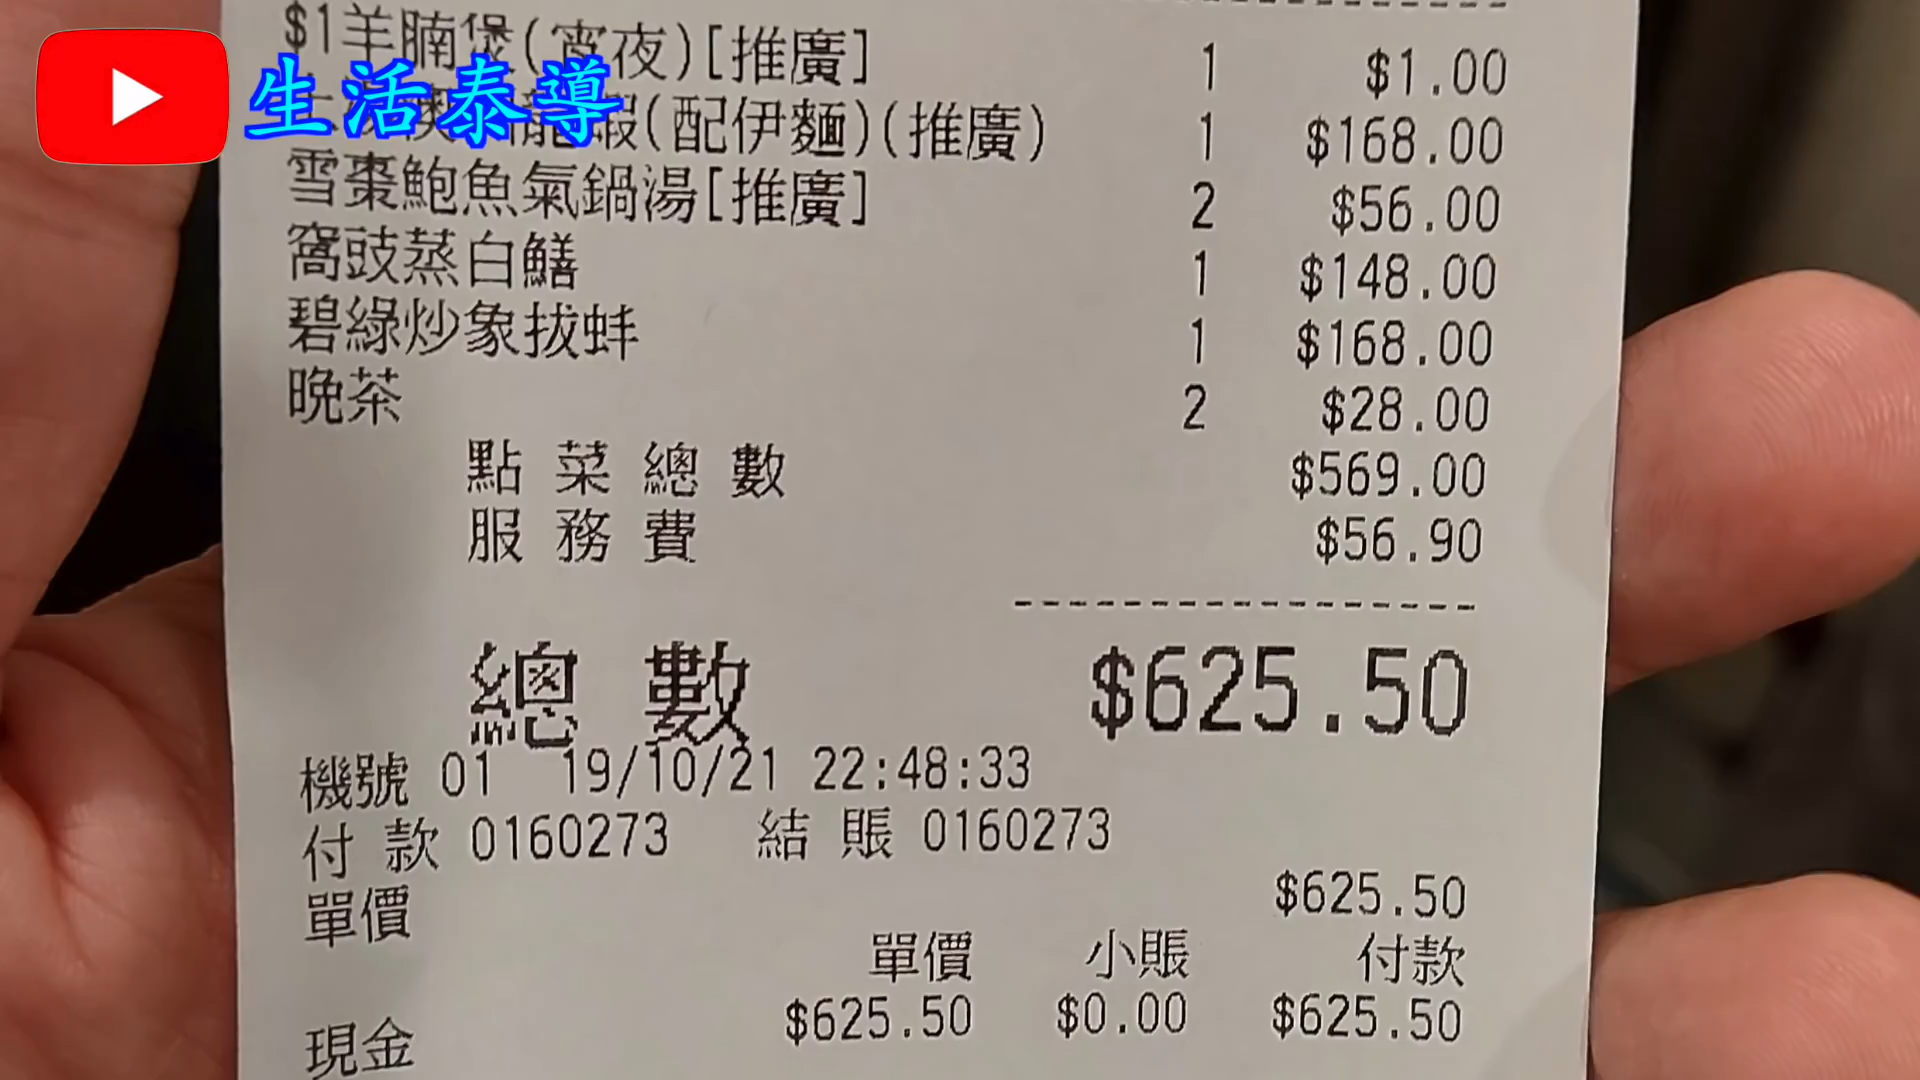 $1羊腩煲(宵夜)[推廣] 1 $1.00
生活泰導
龍蝦(配伊麵)(推廣) 1 $168.00
雪棗鮑魚氣鍋湯[推廣] 2 $56.00
窩豉蒸白鱔 1 $148.00
碧綠炒象拔蚌 1 $168.00
晚茶 2 $28.00
點菜總數 $569.00
服務費 $56.90
總數 $625.50
機號 01 19/10/21 22:48:33
付款 0160273 結賬 0160273
單價 $625.50
單價 小賬 付款
現金 $625.50 $0.00 $625.50